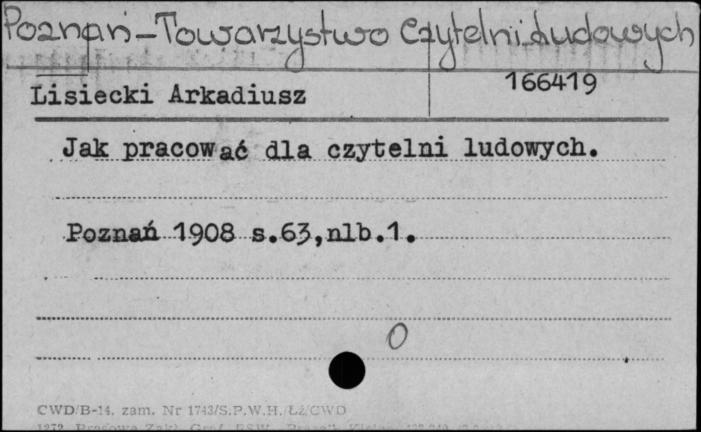 Poznań-Towarzystwo Czytelni Ludowych
166419
Lisiecki Arkadiusz
Jak pracować dla czytelni ludowych.
Poznań 1908 s.63,nlb.1.
0
CWD/B-14, zam. Nr 1743/S.P.W.H./ŁŻ/CWD